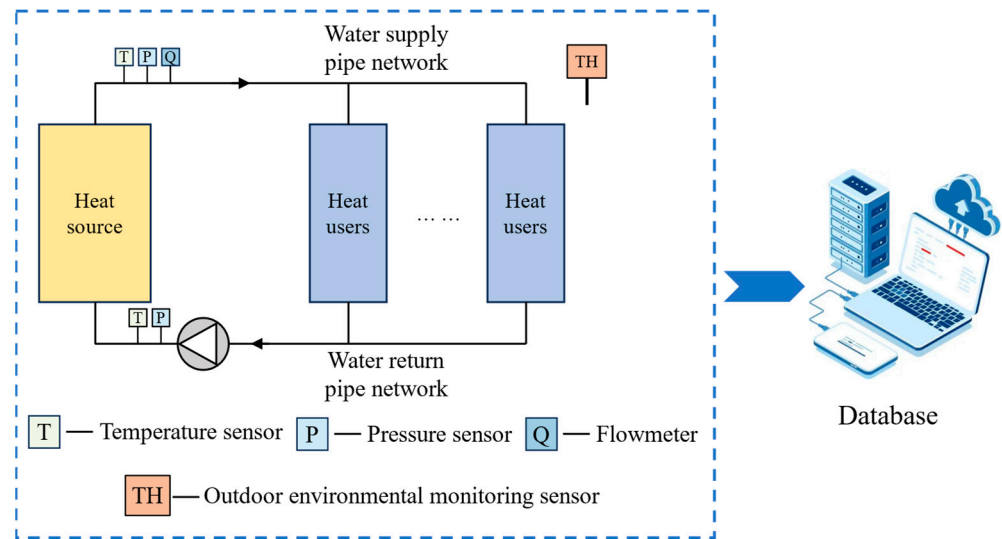 Water supply
pipe network
T P Q
TH
Heat
source
Heat
users
... ...
Heat
users
T P
Water return
pipe network
T — Temperature sensor
P — Pressure sensor
Q — Flowmeter
TH — Outdoor environmental monitoring sensor
Database